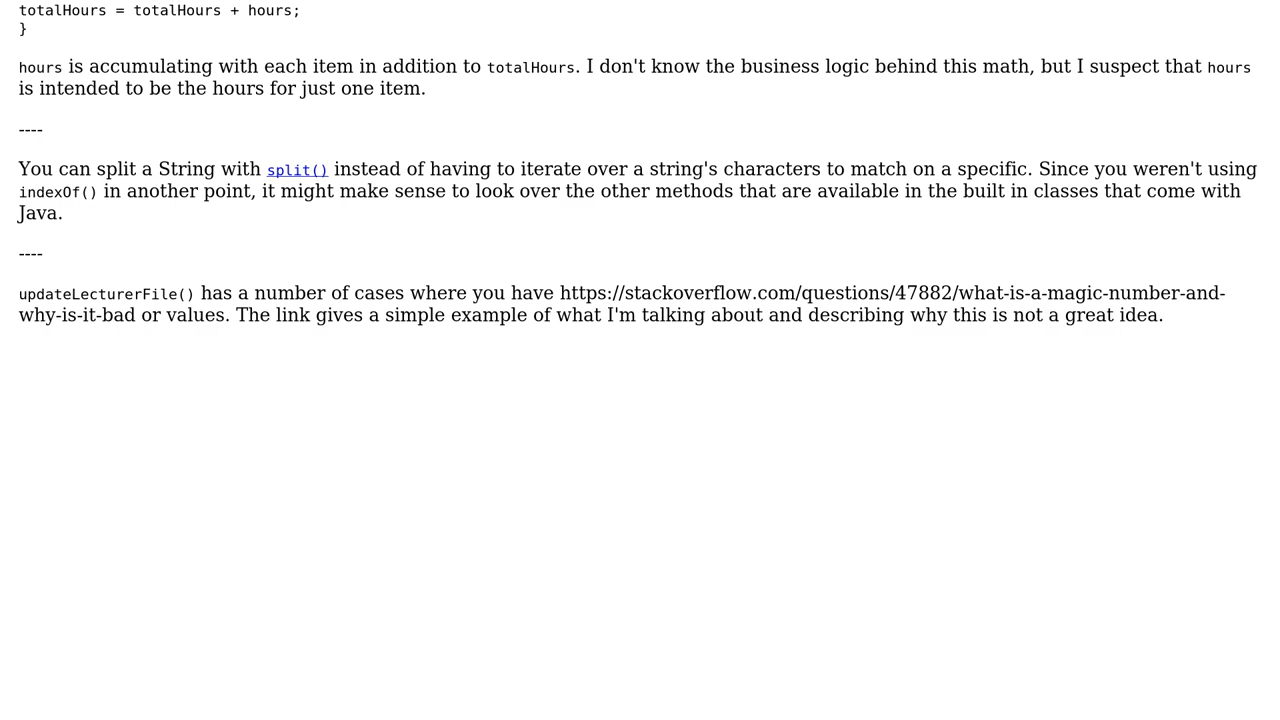 totalHours = totalHours + hours;
}
hours is accumulating with each item in addition to totalHours. I don't know the business logic behind this math, but I suspect that hours
is intended to be the hours for just one item.
----
You can split a String with split() instead of having to iterate over a string's characters to match on a specific. Since you weren't using
indexOf() in another point, it might make sense to look over the other methods that are available in the built in classes that come with
Java.
----
updateLecturerFile() has a number of cases where you have https://stackoverflow.com/questions/47882/what-is-a-magic-number-and-
why-is-it-bad or values. The link gives a simple example of what I'm talking about and describing why this is not a great idea.